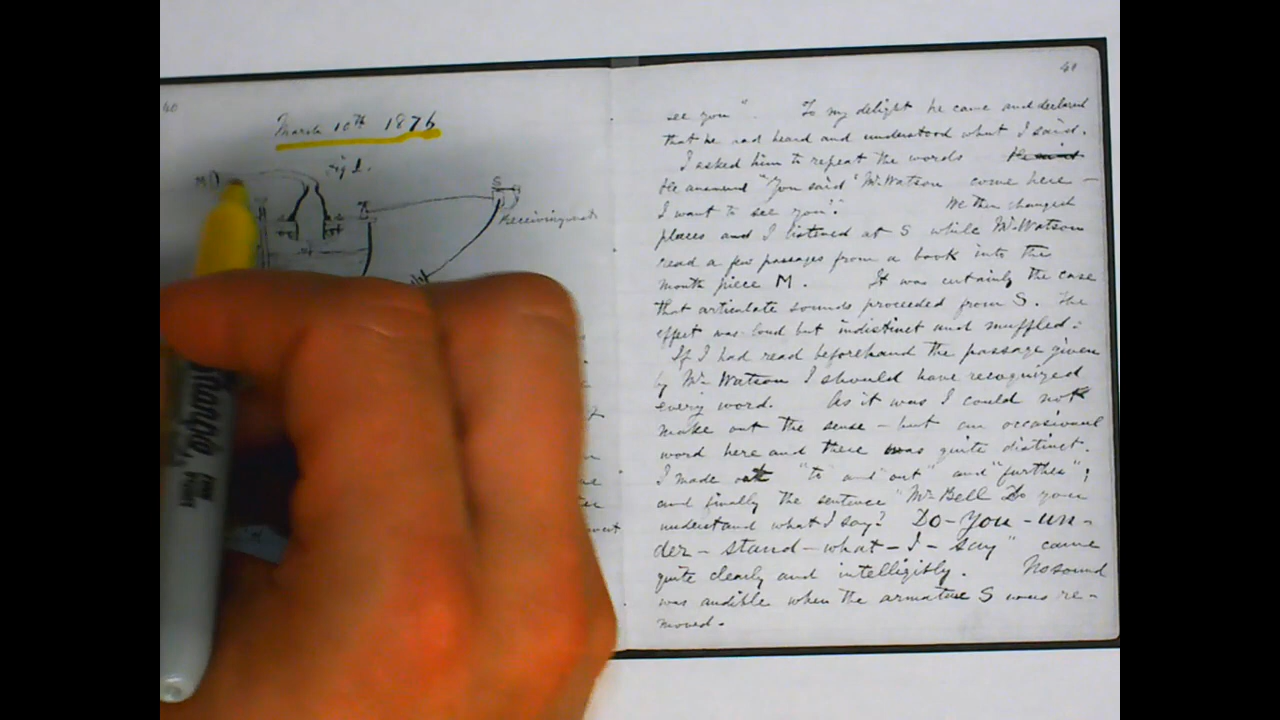 40
March 10th 1876
Fig 1.
M
S
Receiving
41
see you". To my delight he came and declared
that he had heard and understood what I said.
I asked him to repeat the words He said
He answered "You said 'Mr. Watson come here —
I want to see you'." We then changed
places and I listened at S while Mr. Watson
read a few passages from a book into the
mouth piece M. It was certainly the case
that articulate sounds proceeded from S. The
effect was loud but indistinct and muffled.
If I had read beforehand the passage given
by Mr. Watson I should have recognized
every word. As it was I could not
make out the sense — but an occasional
word here and there was quite distinct.
I made out "to" and "out" and "further";
and finally the sentence "Mr. Bell Do you
understand what I say? Do-You-un-
der-stand-what-I-say" came
quite clearly and intelligibly. No sound
was audible when the armature S was re-
moved.
Sharpie